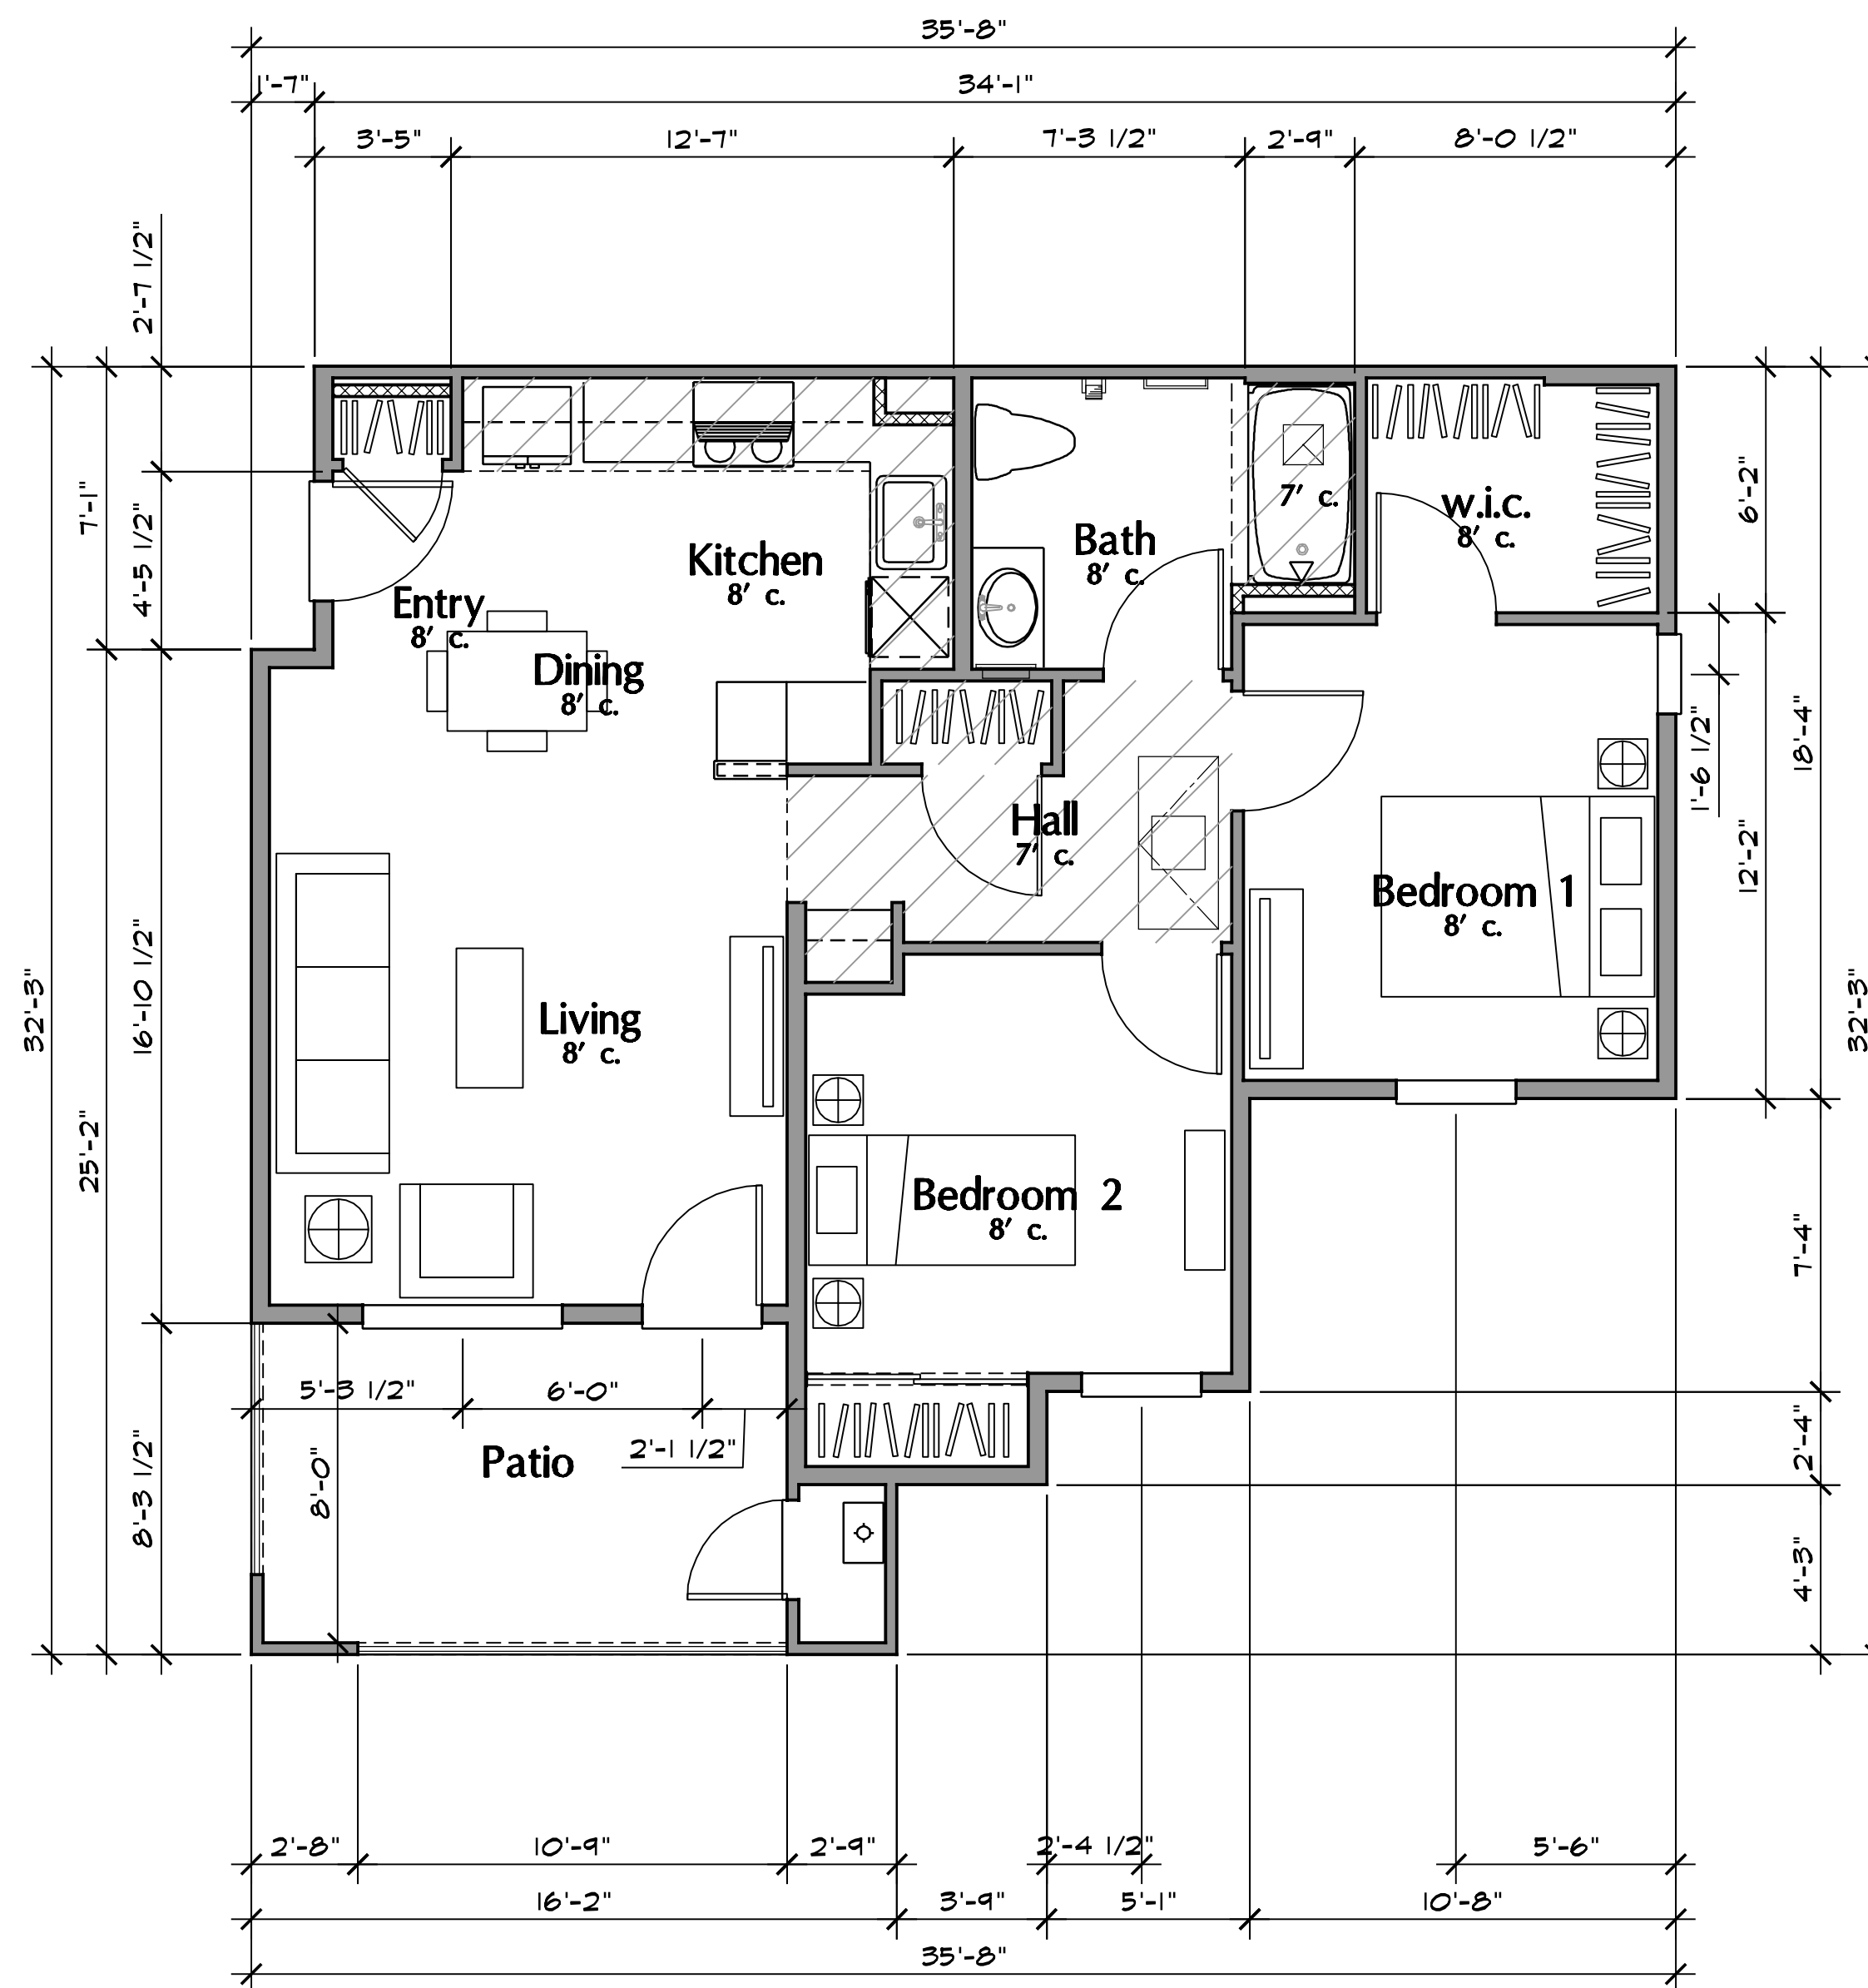 35'-8"
1'-7"
34'-1"
3'-5"
12'-7"
7'-3 1/2"
2'-9"
8'-0 1/2"
2'-7 1/2"
7'-1"
4'-5 1/2"
6'-2"
7' c.
w.i.c.
8' c.
Bath
8' c.
Kitchen
8' c.
Entry
8' c.
Dining
8' c.
1'-6 1/2"
18'-4"
Hall
7' c.
12'-2"
Bedroom 1
8' c.
16'-10 1/2"
32'-3"
32'-3"
Living
8' c.
25'-2"
Bedroom 2
8' c.
7'-4"
5'-3 1/2"
6'-0"
2'-1 1/2"
Patio
8'-0"
8'-3 1/2"
2'-4"
4'-3"
2'-8"
10'-9"
2'-9"
2'-4 1/2"
5'-6"
16'-2"
3'-9"
5'-1"
10'-8"
35'-8"